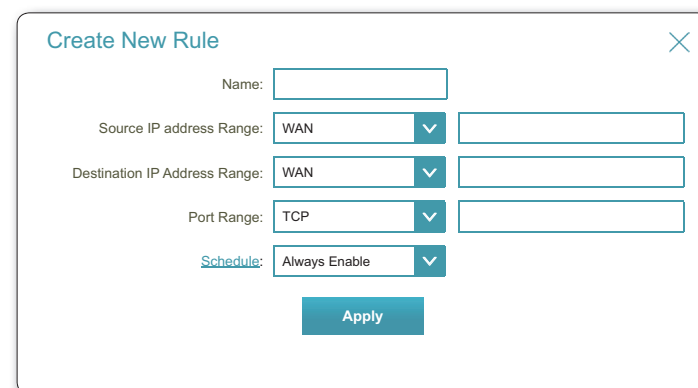 Create New Rule
Name:
Source IP address Range: WAN
Destination IP Address Range: WAN
Port Range: TCP
Schedule: Always Enable
Apply